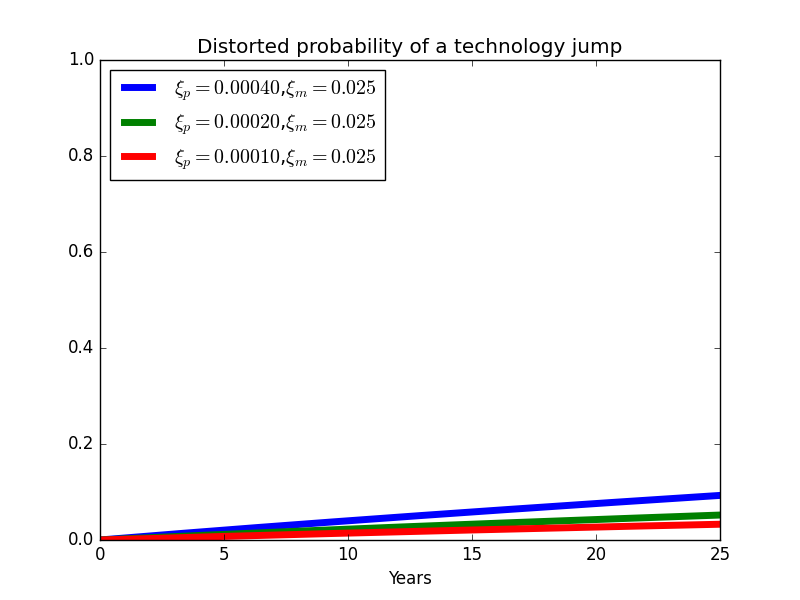 Distorted probability of a technology jump
1.0
ξp = 0.00040,ξm = 0.025
ξp = 0.00020,ξm = 0.025
ξp = 0.00010,ξm = 0.025
0.8
0.6
0.4
0.2
0.0
0 5 10 15 20 25
Years